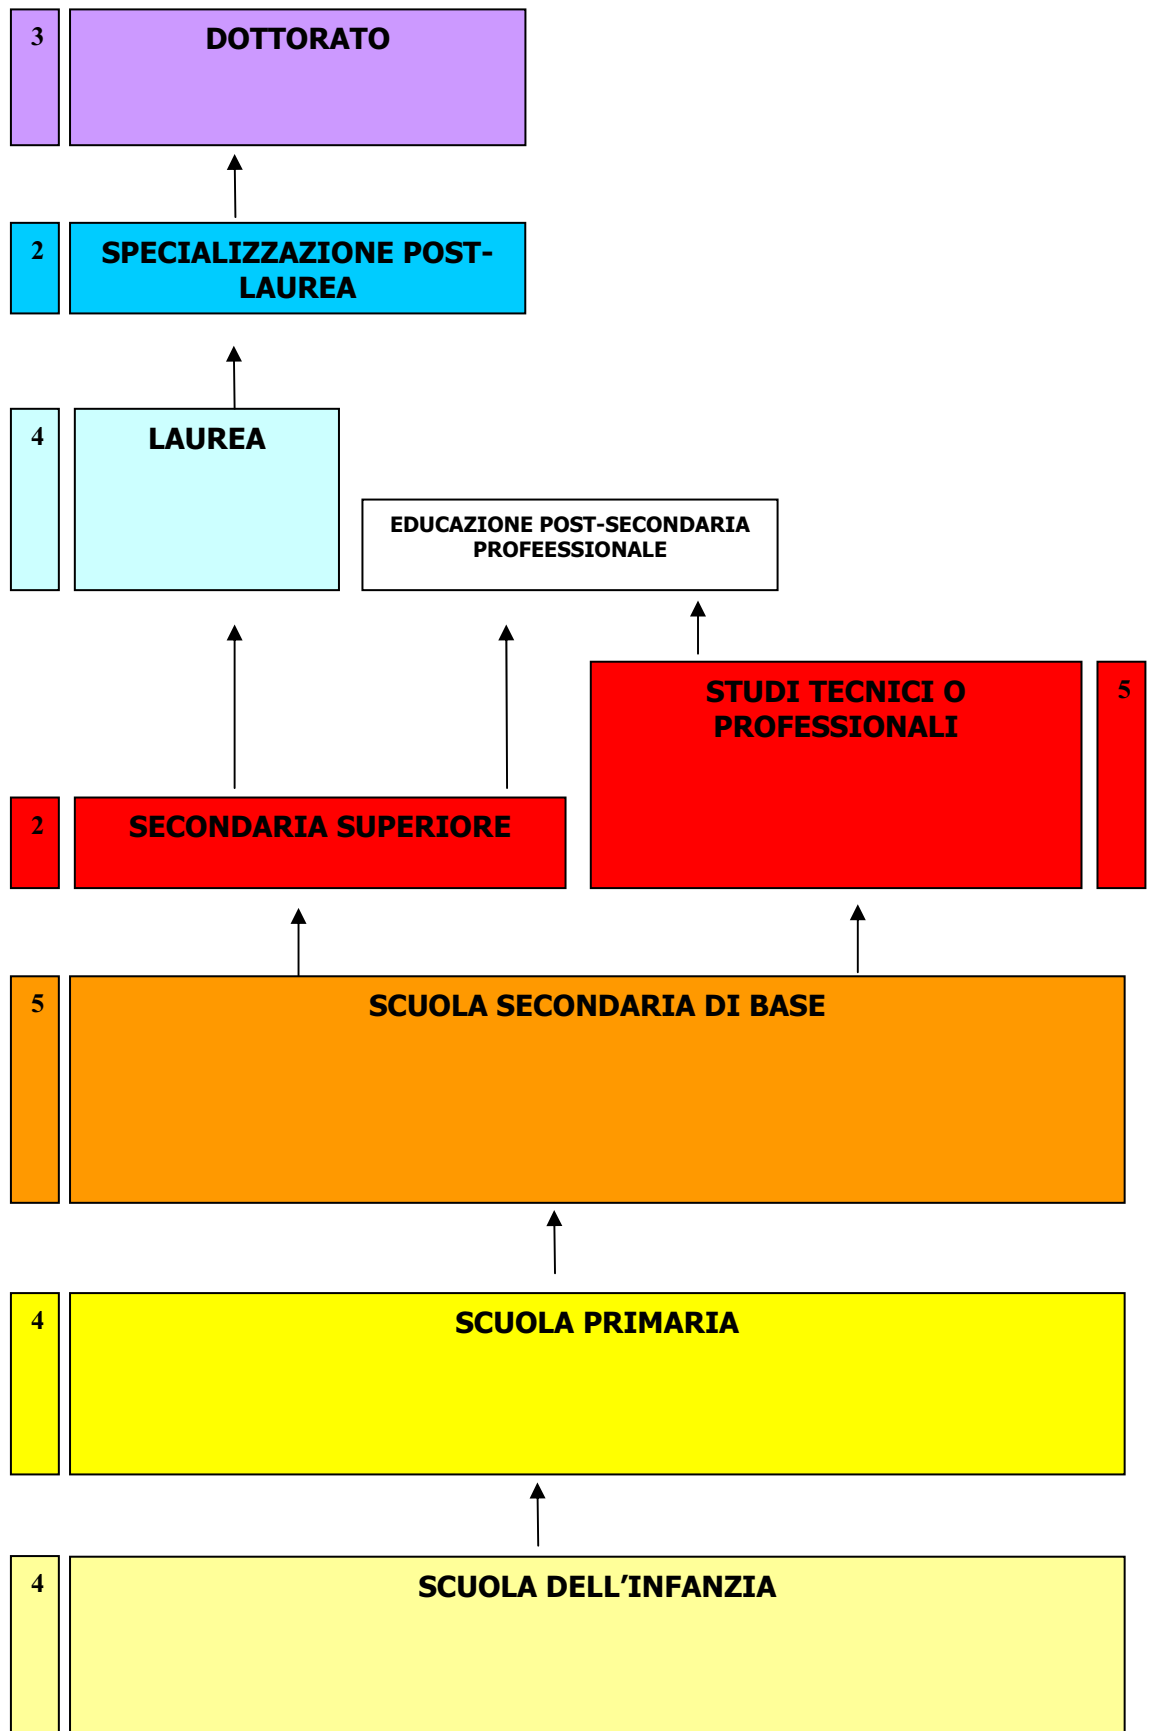 3
DOTTORATO
2
SPECIALIZZAZIONE POST-
LAUREA
4
LAUREA
EDUCAZIONE POST-SECONDARIA
PROFEESSIONALE
STUDI TECNICI O
PROFESSIONALI
5
2
SECONDARIA SUPERIORE
5
SCUOLA SECONDARIA DI BASE
4
SCUOLA PRIMARIA
4
SCUOLA DELL’INFANZIA